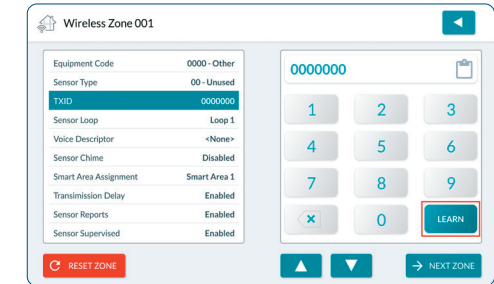 Wireless Zone 001
Equipment Code 0000 - Other
Sensor Type 00 - Unused
TXID 0000000
Sensor Loop Loop 1
Voice Descriptor <None>
Sensor Chime Disabled
Smart Area Assignment Smart Area 1
Transimission Delay Enabled
Sensor Reports Enabled
Sensor Supervised Enabled
RESET ZONE
0000000
1 2 3
4 5 6
7 8 9
0 LEARN
NEXT ZONE